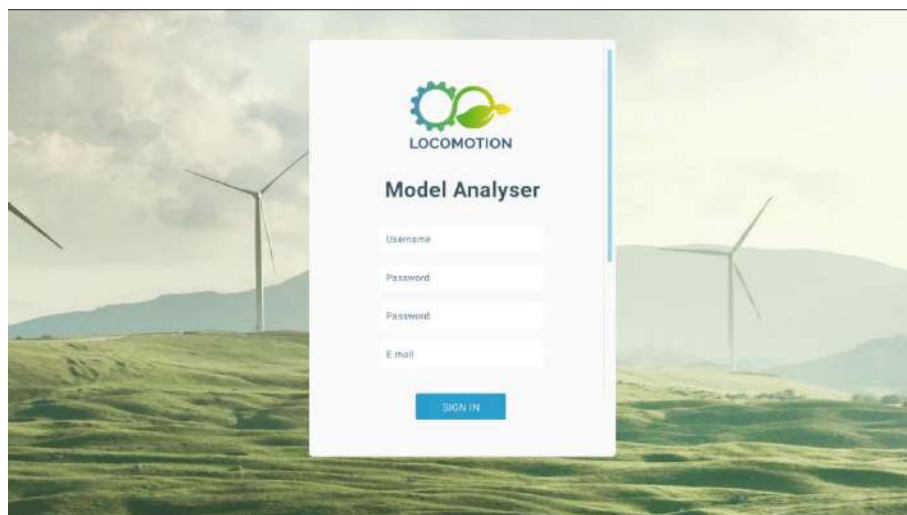 LOCOMOTION
Model Analyser
Username
Password
Password
E-mail
SIGN IN